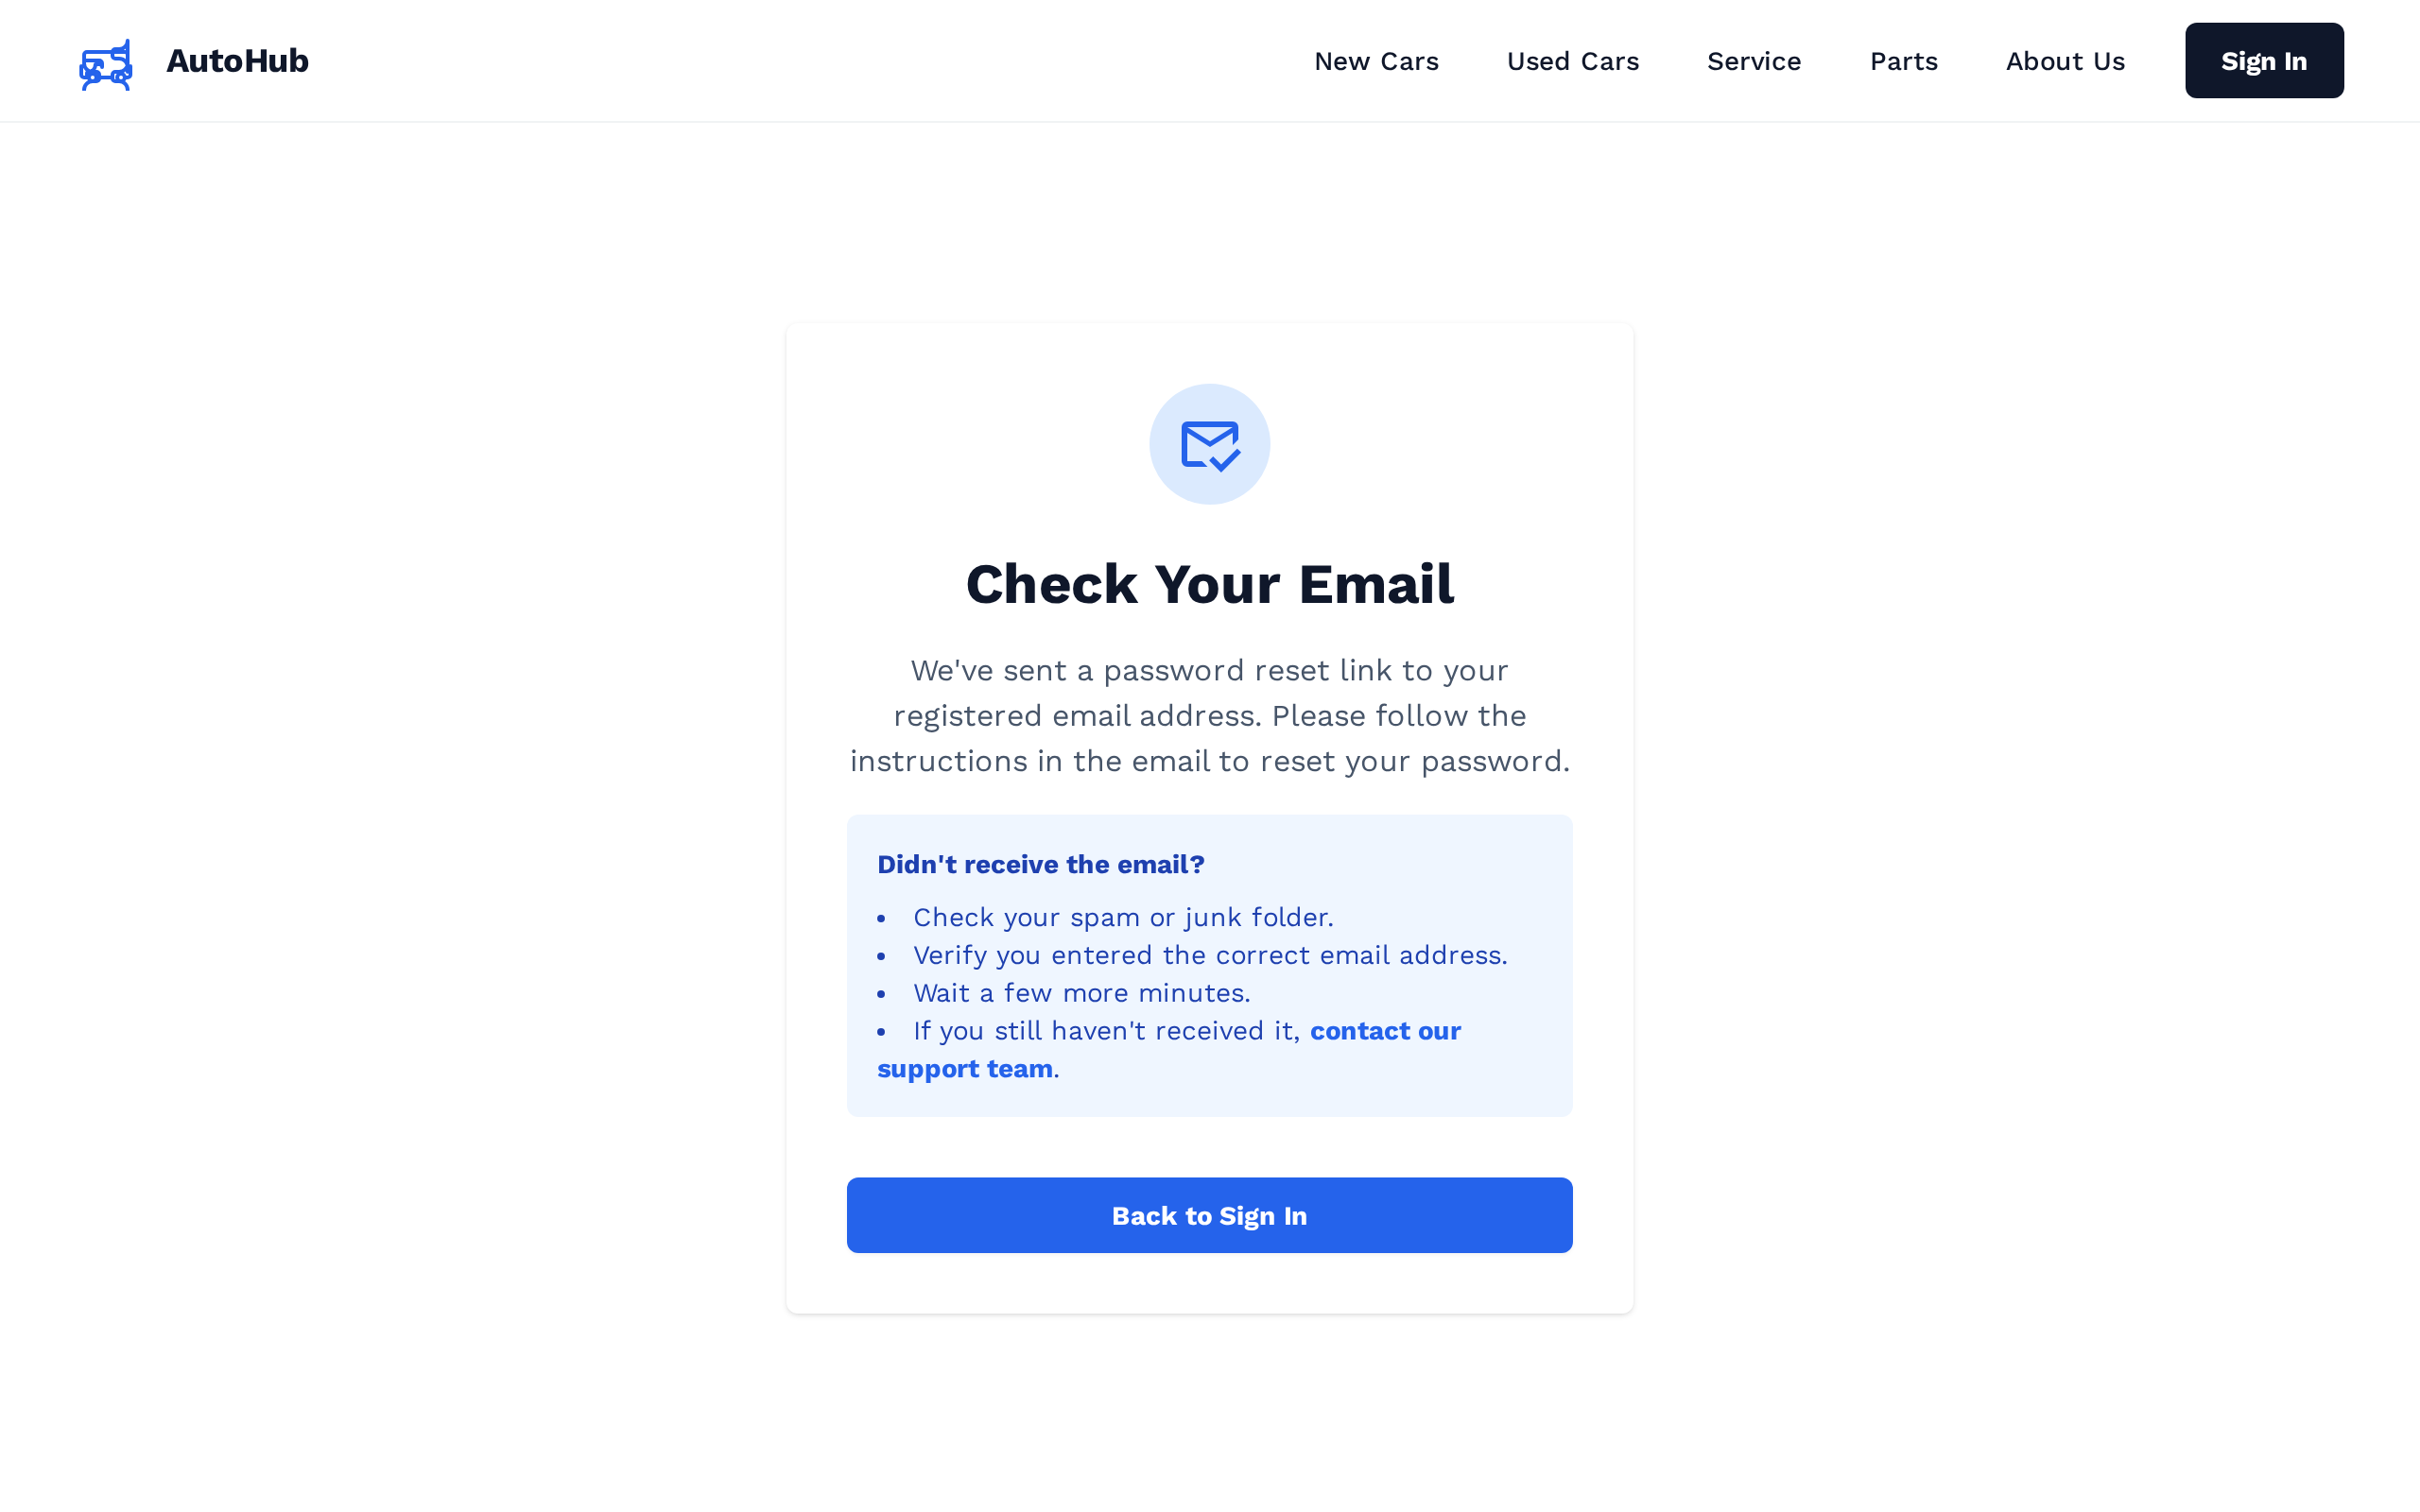 AutoHub
New Cars
Used Cars
Service
Parts
About Us
Sign In
Check Your Email
We've sent a password reset link to your
registered email address. Please follow the
instructions in the email to reset your password.
Didn't receive the email?
• Check your spam or junk folder.
• Verify you entered the correct email address.
• Wait a few more minutes.
• If you still haven't received it, contact our
support team.
Back to Sign In